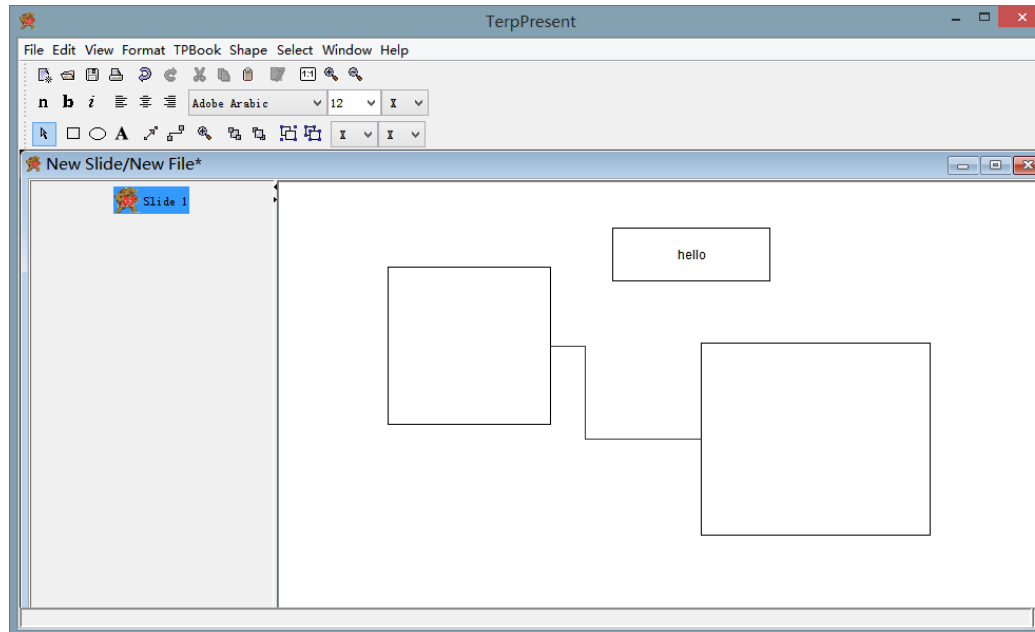 TerpPresent
File Edit View Format TPBook Shape Select Window Help
1:1
n b i Adobe Arabic 12 X
A X X
New Slide/New File*
Slide 1
hello